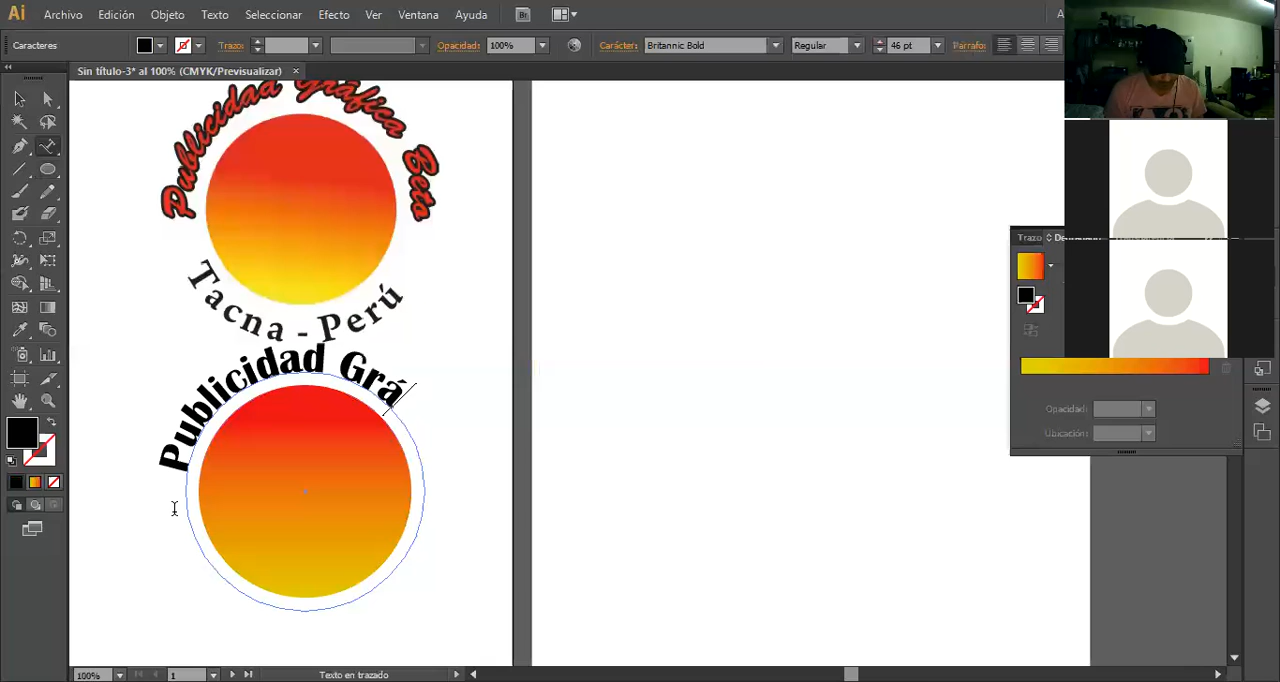 Ai Archivo Edición Objeto Texto Seleccionar Efecto Ver Ventana Ayuda Br
Caracteres Trazo: Opacidad: 100% Carácter: Britannic Bold Regular 46 pt Párrafo:
Sin título-3* al 100% (CMYK/Previsualizar) ×
Publicidad Gráfica Beta
Tacna - Perú
Publicidad Grá
Trazo
Opacidad:
Ubicación:
100% 1 Texto en trazado